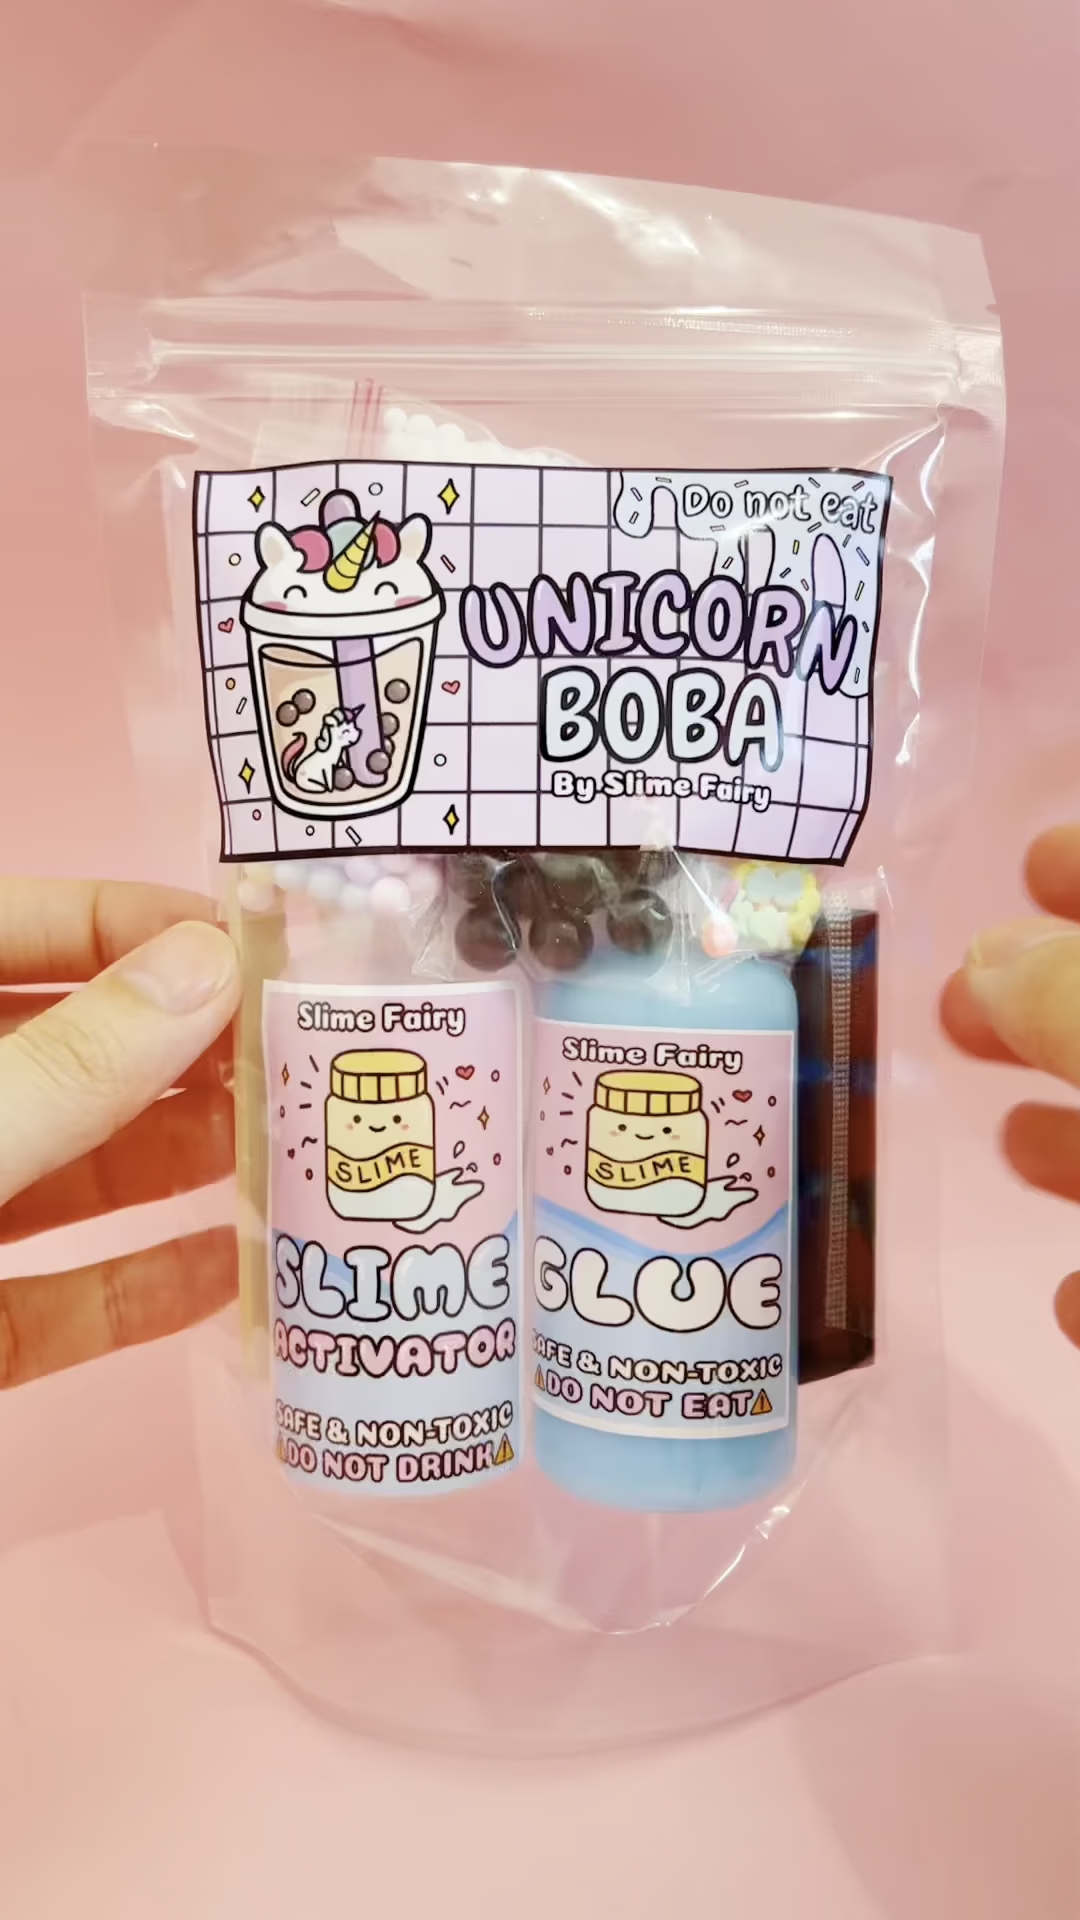 Do not eat
UNICORN
BOBA
By Slime Fairy
Slime Fairy
SLIME
SLIME
ACTIVATOR
SAFE & NON-TOXIC
⚠DO NOT DRINK⚠
Slime Fairy
SLIME
GLUE
SAFE & NON-TOXIC
⚠DO NOT EAT⚠